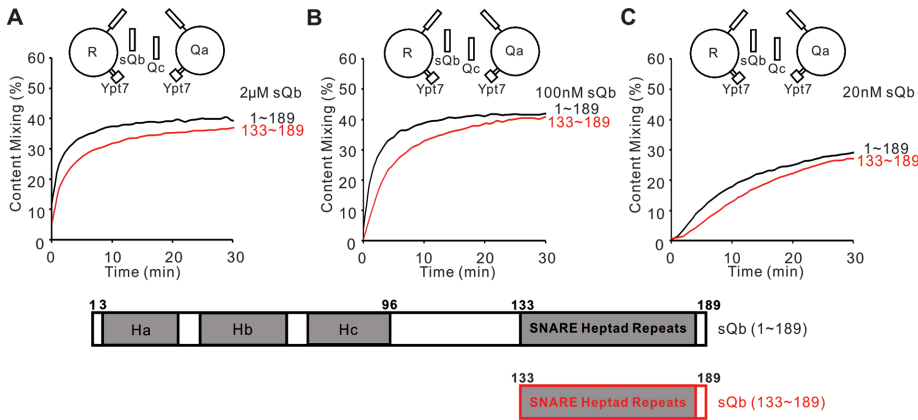 A
B
C
R
sQb
Qc
Qa
Ypt7
Ypt7
R
sQb
Qc
Qa
Ypt7
Ypt7
R
sQb
Qc
Qa
Ypt7
Ypt7
Content Mixing (%)
60
50
40
30
20
10
0
2μM sQb
1~189
133~189
0
10
20
30
Time (min)
Content Mixing (%)
60
50
40
30
20
10
0
100nM sQb
1~189
133~189
0
10
20
30
Time (min)
Content Mixing (%)
60
50
40
30
20
10
0
20nM sQb
1~189
133~189
0
10
20
30
Time (min)
1 3
96
133
189
Ha
Hb
Hc
SNARE Heptad Repeats
sQb (1~189)
133
189
SNARE Heptad Repeats
sQb (133~189)